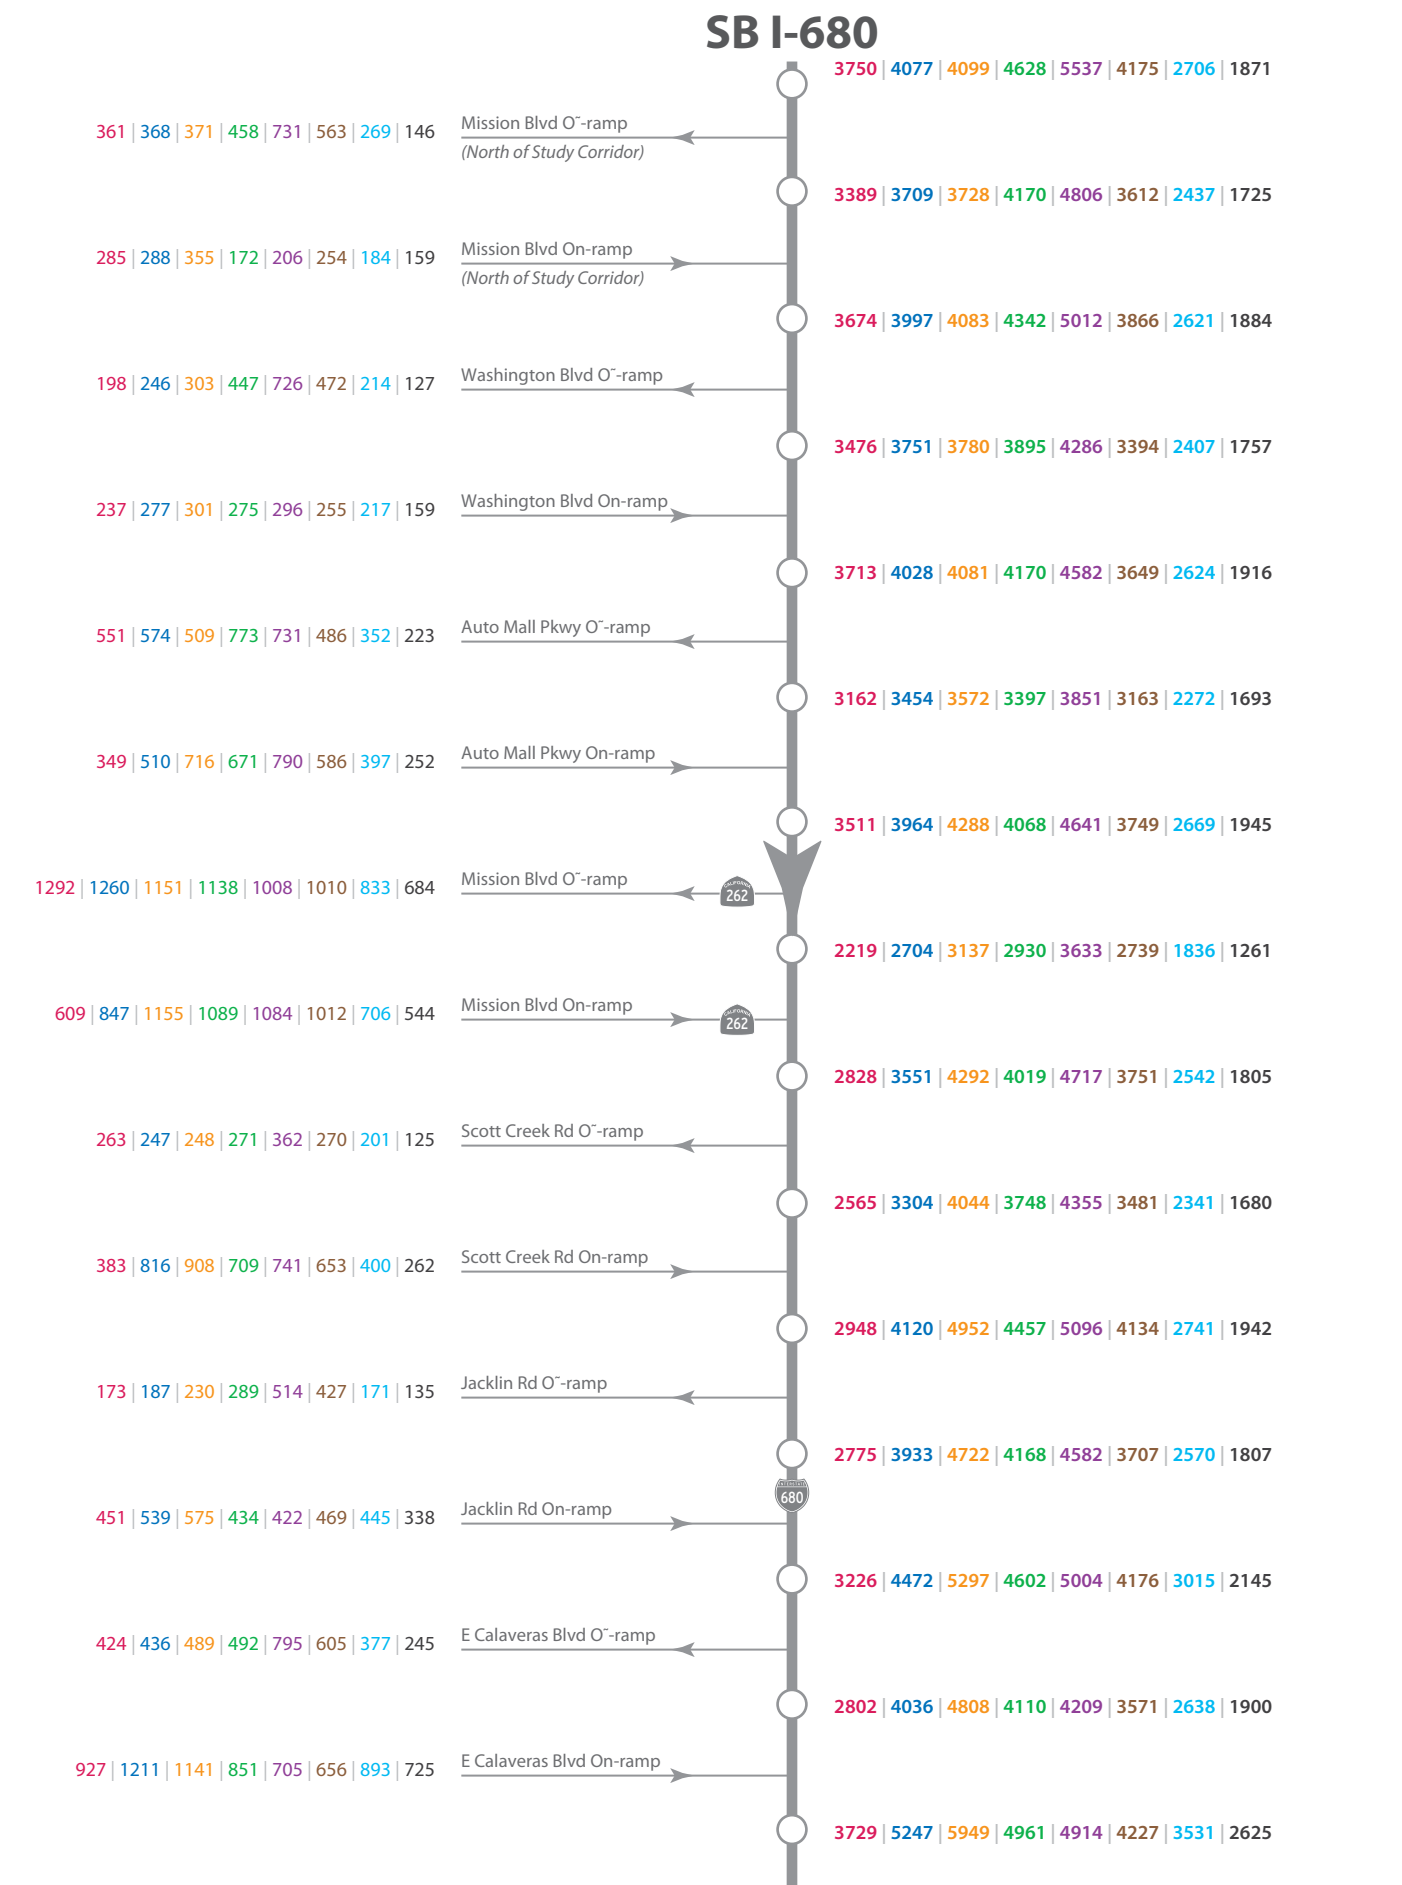 SB I-680
3750 | 4077 | 4099 | 4628 | 5537 | 4175 | 2706 | 1871
361 | 368 | 371 | 458 | 731 | 563 | 269 | 146 Mission Blvd O˜-ramp
(North of Study Corridor)
3389 | 3709 | 3728 | 4170 | 4806 | 3612 | 2437 | 1725
285 | 288 | 355 | 172 | 206 | 254 | 184 | 159 Mission Blvd On-ramp
(North of Study Corridor)
3674 | 3997 | 4083 | 4342 | 5012 | 3866 | 2621 | 1884
198 | 246 | 303 | 447 | 726 | 472 | 214 | 127 Washington Blvd O˜-ramp
3476 | 3751 | 3780 | 3895 | 4286 | 3394 | 2407 | 1757
237 | 277 | 301 | 275 | 296 | 255 | 217 | 159 Washington Blvd On-ramp
3713 | 4028 | 4081 | 4170 | 4582 | 3649 | 2624 | 1916
551 | 574 | 509 | 773 | 731 | 486 | 352 | 223 Auto Mall Pkwy O˜-ramp
3162 | 3454 | 3572 | 3397 | 3851 | 3163 | 2272 | 1693
349 | 510 | 716 | 671 | 790 | 586 | 397 | 252 Auto Mall Pkwy On-ramp
3511 | 3964 | 4288 | 4068 | 4641 | 3749 | 2669 | 1945
1292 | 1260 | 1151 | 1138 | 1008 | 1010 | 833 | 684 Mission Blvd O˜-ramp
CALIFORNIA
262
2219 | 2704 | 3137 | 2930 | 3633 | 2739 | 1836 | 1261
609 | 847 | 1155 | 1089 | 1084 | 1012 | 706 | 544 Mission Blvd On-ramp
CALIFORNIA
262
2828 | 3551 | 4292 | 4019 | 4717 | 3751 | 2542 | 1805
263 | 247 | 248 | 271 | 362 | 270 | 201 | 125 Scott Creek Rd O˜-ramp
2565 | 3304 | 4044 | 3748 | 4355 | 3481 | 2341 | 1680
383 | 816 | 908 | 709 | 741 | 653 | 400 | 262 Scott Creek Rd On-ramp
2948 | 4120 | 4952 | 4457 | 5096 | 4134 | 2741 | 1942
173 | 187 | 230 | 289 | 514 | 427 | 171 | 135 Jacklin Rd O˜-ramp
2775 | 3933 | 4722 | 4168 | 4582 | 3707 | 2570 | 1807
680
451 | 539 | 575 | 434 | 422 | 469 | 445 | 338 Jacklin Rd On-ramp
3226 | 4472 | 5297 | 4602 | 5004 | 4176 | 3015 | 2145
424 | 436 | 489 | 492 | 795 | 605 | 377 | 245 E Calaveras Blvd O˜-ramp
2802 | 4036 | 4808 | 4110 | 4209 | 3571 | 2638 | 1900
927 | 1211 | 1141 | 851 | 705 | 656 | 893 | 725 E Calaveras Blvd On-ramp
3729 | 5247 | 5949 | 4961 | 4914 | 4227 | 3531 | 2625